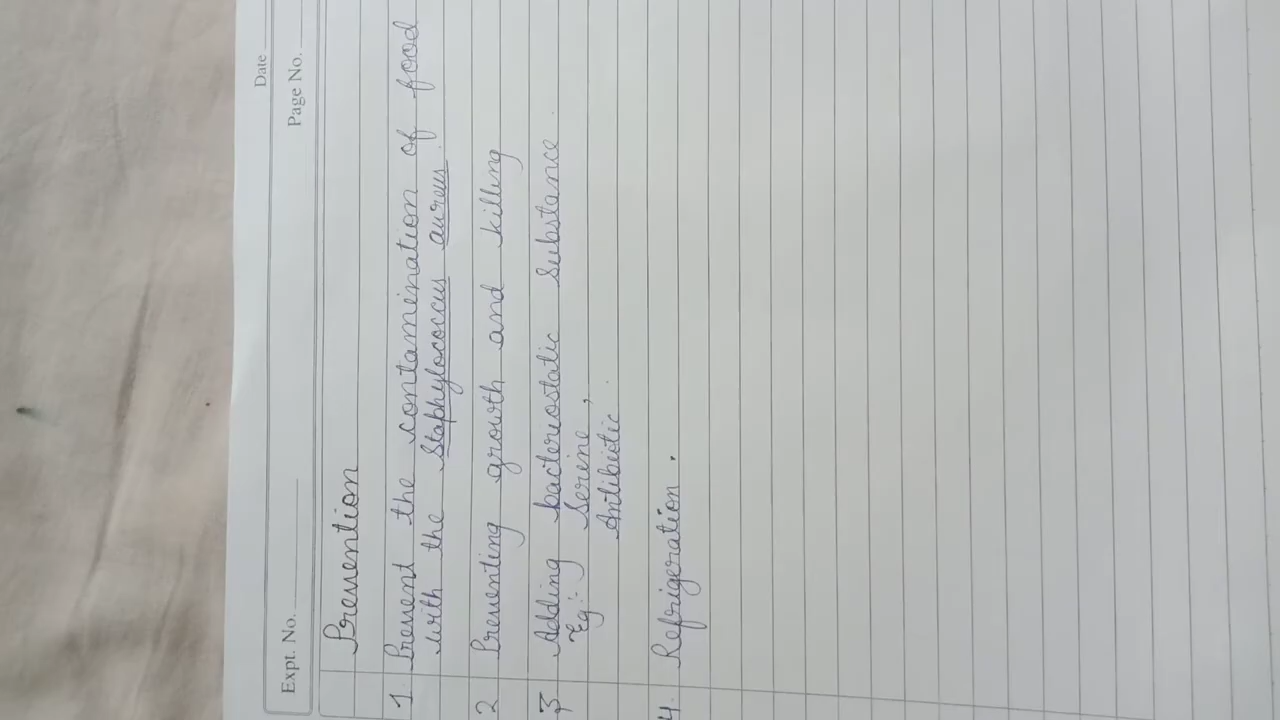 Date
Expt. No.
Page No.
Prevention
1 Prevent the contamination of food
with the Staphylococcus aureus.
2 Preventing growth and killing
3 Adding bacteriostatic substance.
Eg:- Serine,
Antibiotic.
4. Refrigeration.